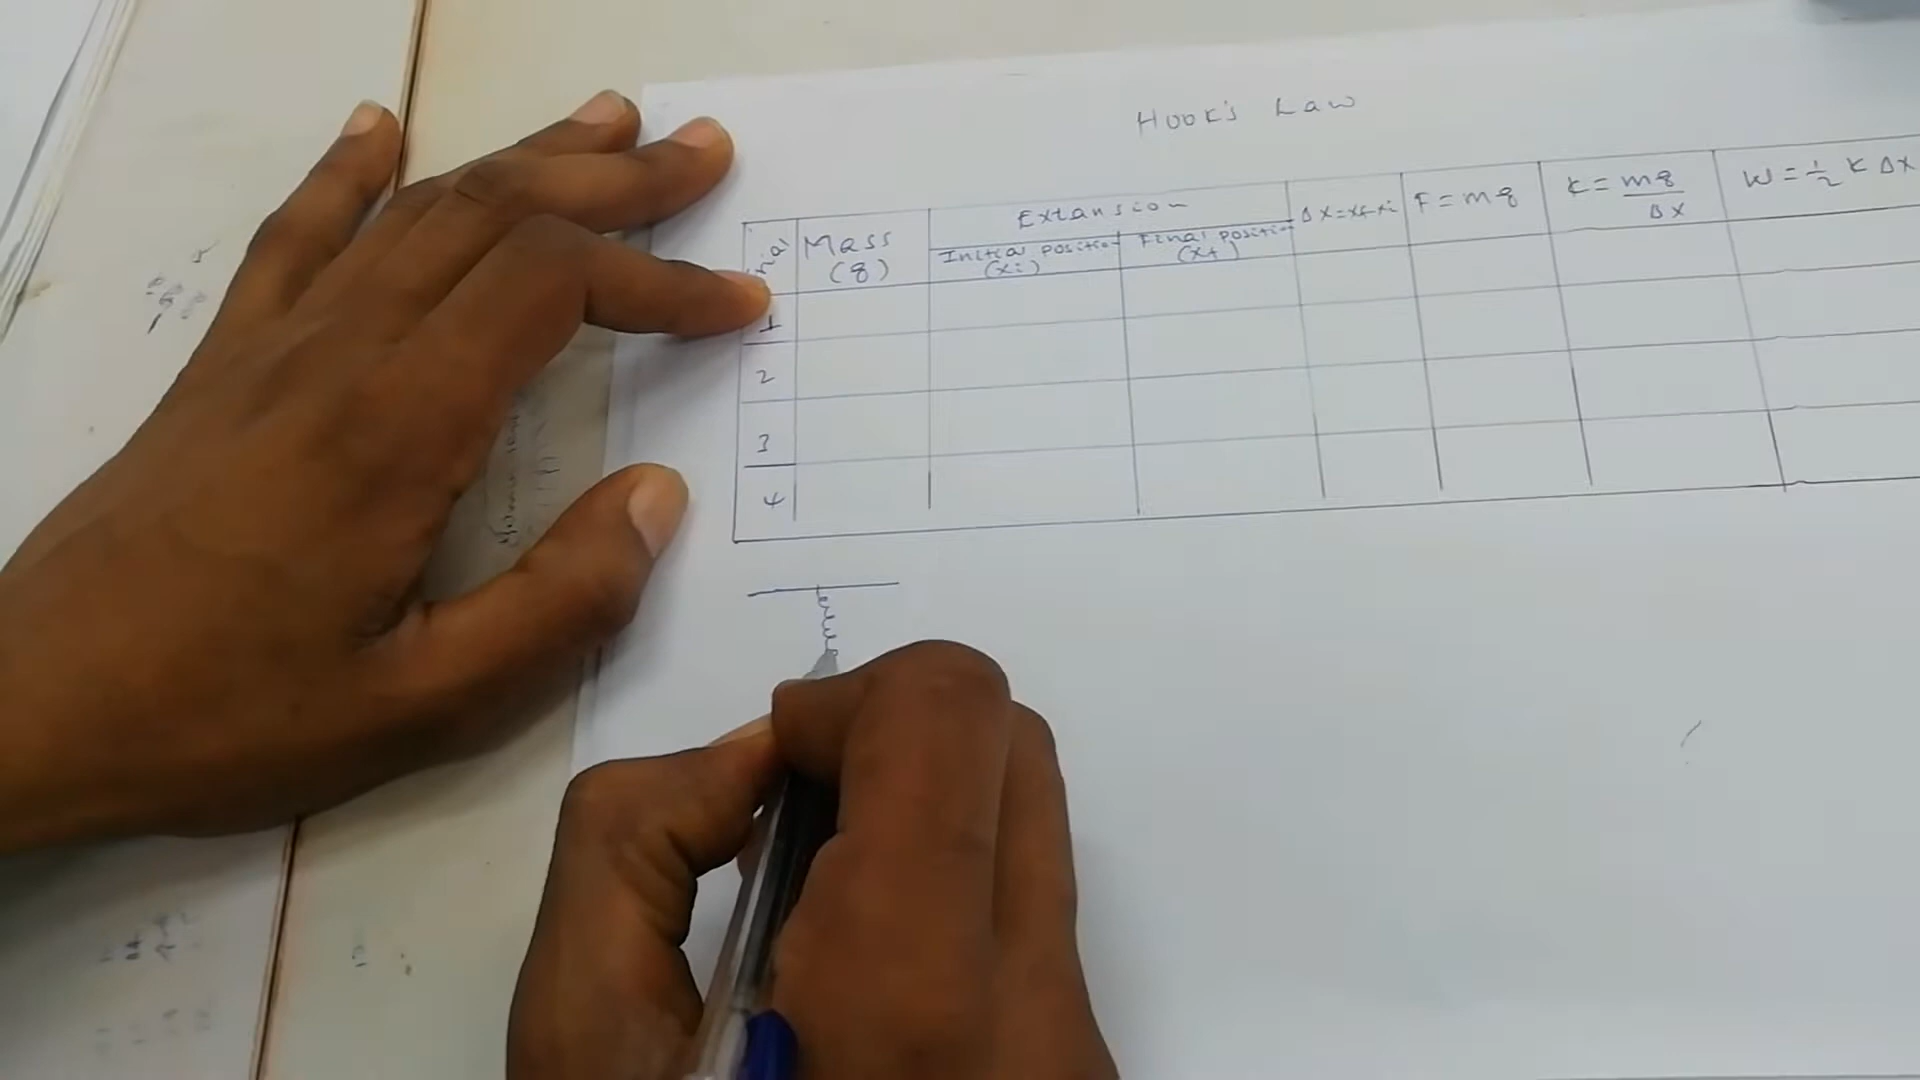 Hook's Law
Mass
(g)
Extansion
Initial position
(xi)
Final position
(xf)
Δx=xf-xi
F = mg
K = mg
Δx
W = 1/2 K Δx
1
2
3
4